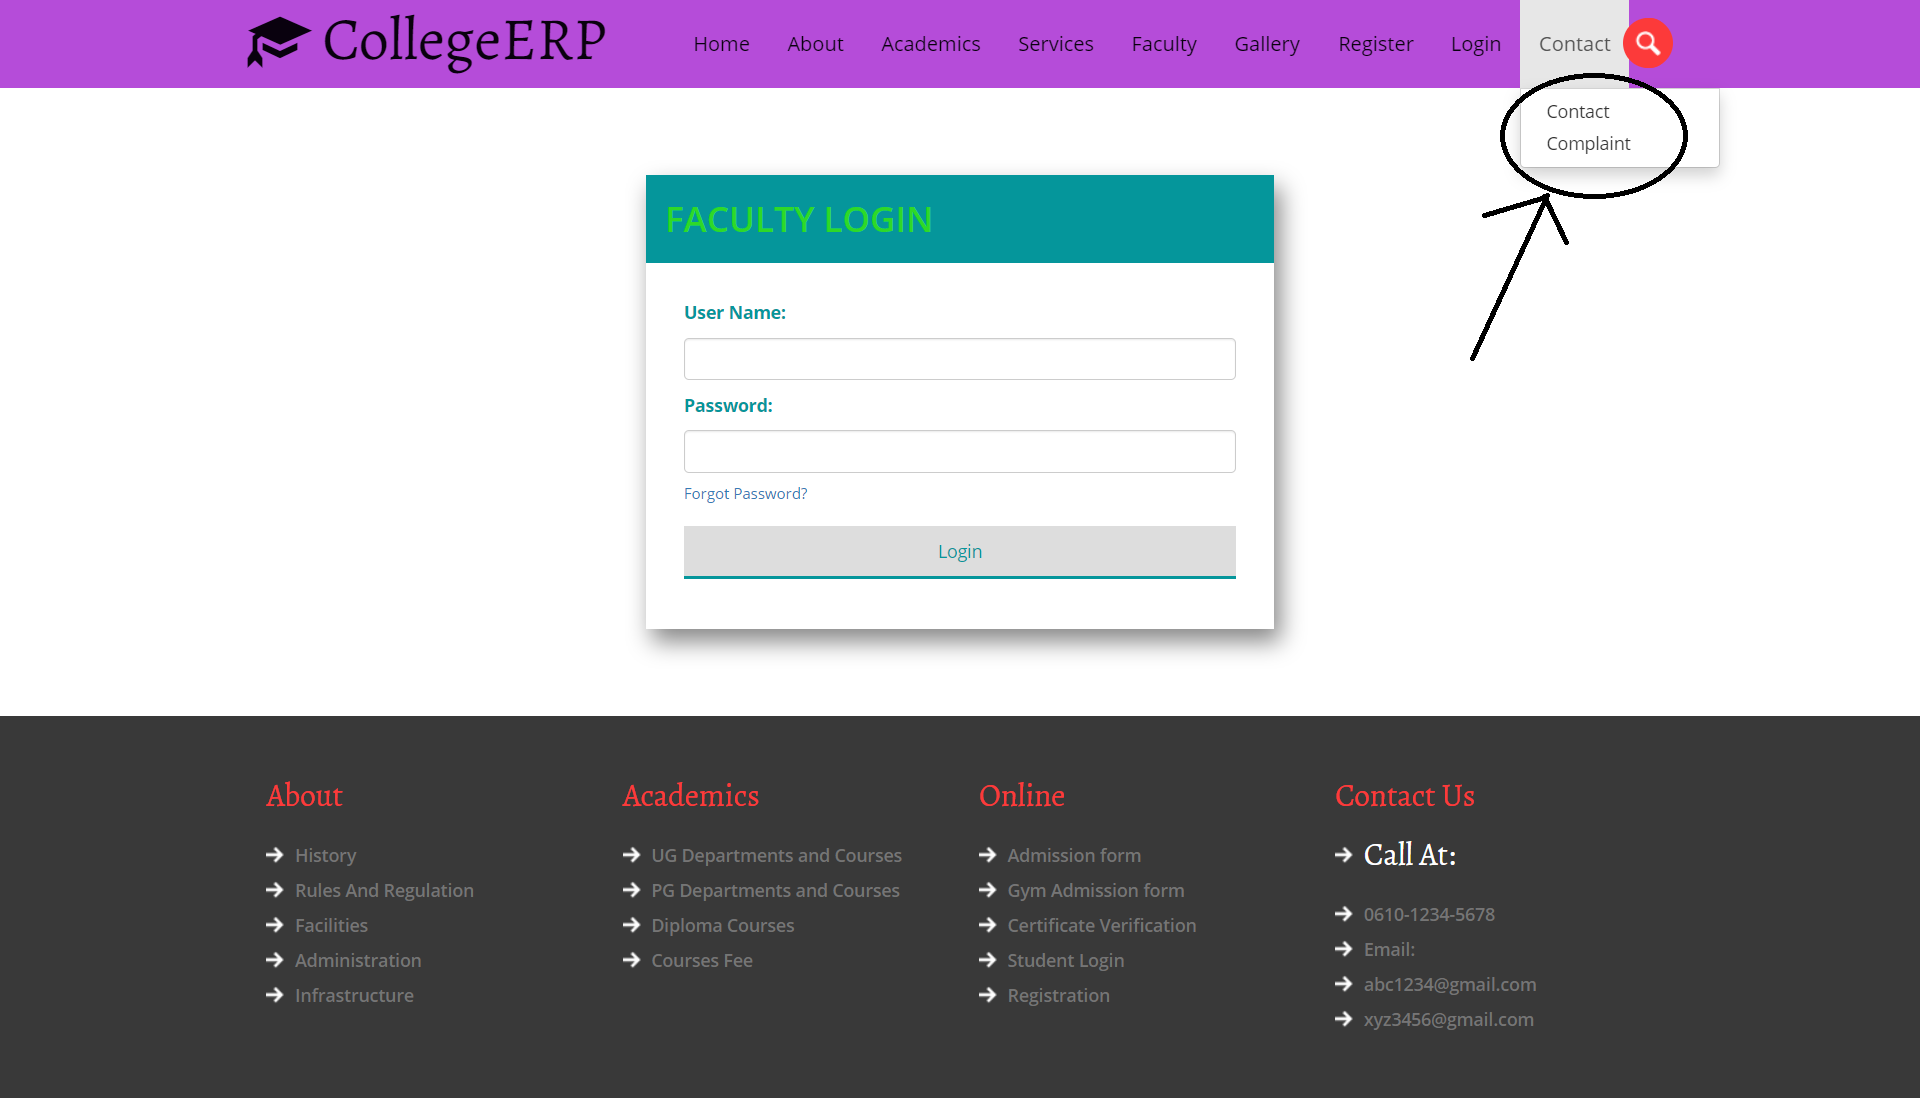 CollegeERP
Home About Academics Services Faculty Gallery Register Login Contact
Contact
Complaint
FACULTY LOGIN
User Name:
Password:
Forgot Password?
Login
About
History
Rules And Regulation
Facilities
Administration
Infrastructure
Academics
UG Departments and Courses
PG Departments and Courses
Diploma Courses
Courses Fee
Online
Admission form
Gym Admission form
Certificate Verification
Student Login
Registration
Contact Us
Call At:
0610-1234-5678
Email:
abc1234@gmail.com
xyz3456@gmail.com